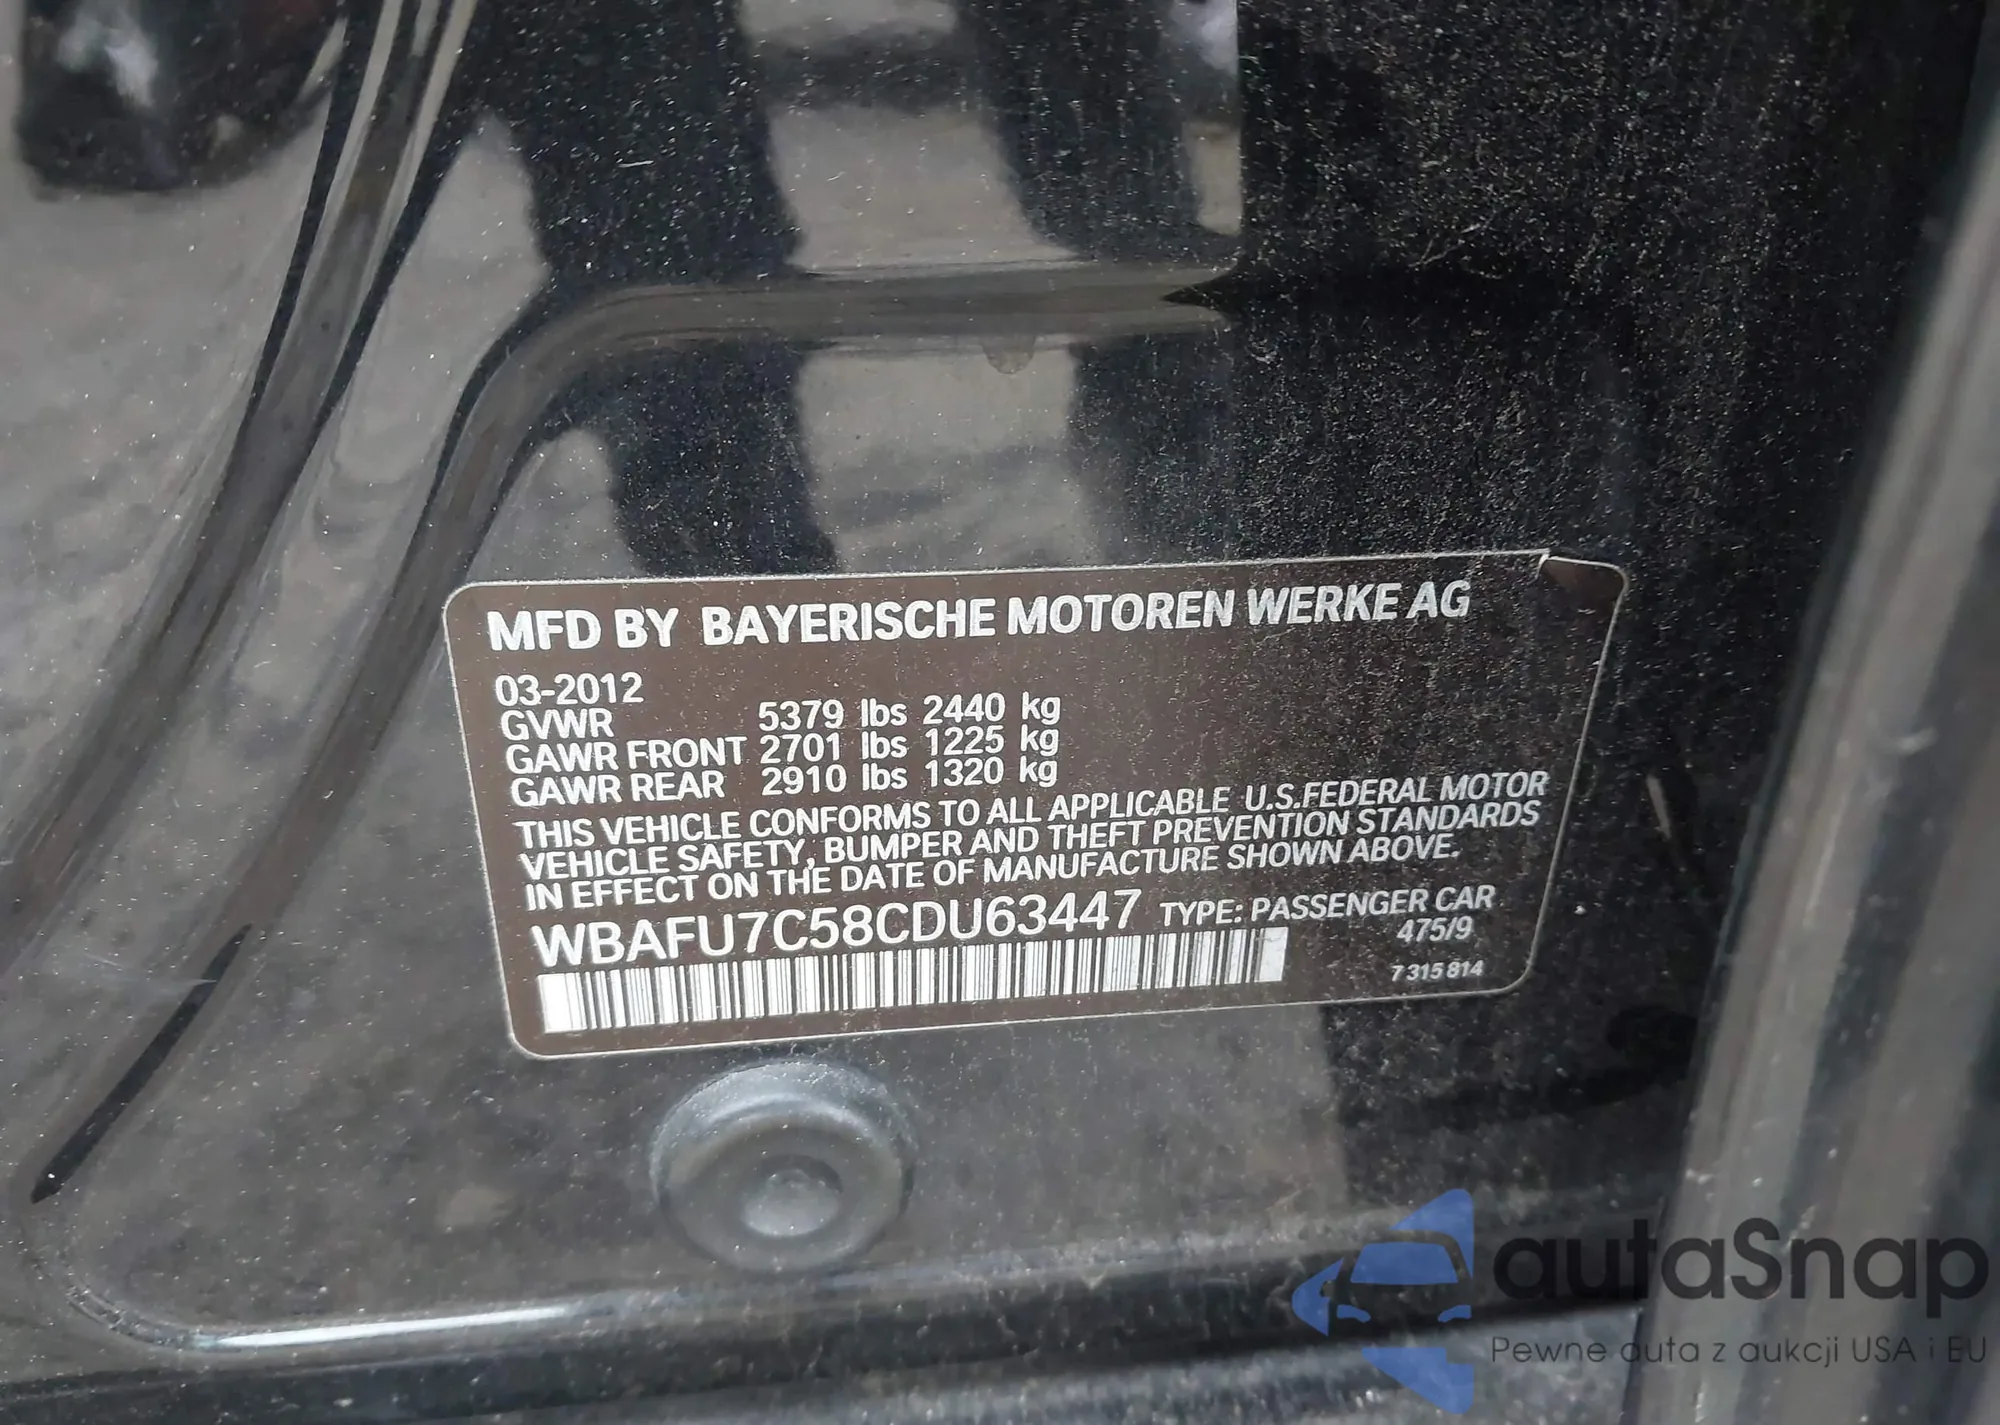 MFD BY BAYERISCHE MOTOREN WERKE AG
03-2012
GVWR 5379 lbs 2440 kg
GAWR FRONT 2701 lbs 1225 kg
GAWR REAR 2910 lbs 1320 kg
THIS VEHICLE CONFORMS TO ALL APPLICABLE U.S.FEDERAL MOTOR
VEHICLE SAFETY, BUMPER AND THEFT PREVENTION STANDARDS
IN EFFECT ON THE DATE OF MANUFACTURE SHOWN ABOVE.
WBAFU7C58CDU63447 TYPE: PASSENGER CAR
475/9
7 315 814
autaSnap
Pewne auta z aukcji USA i EU